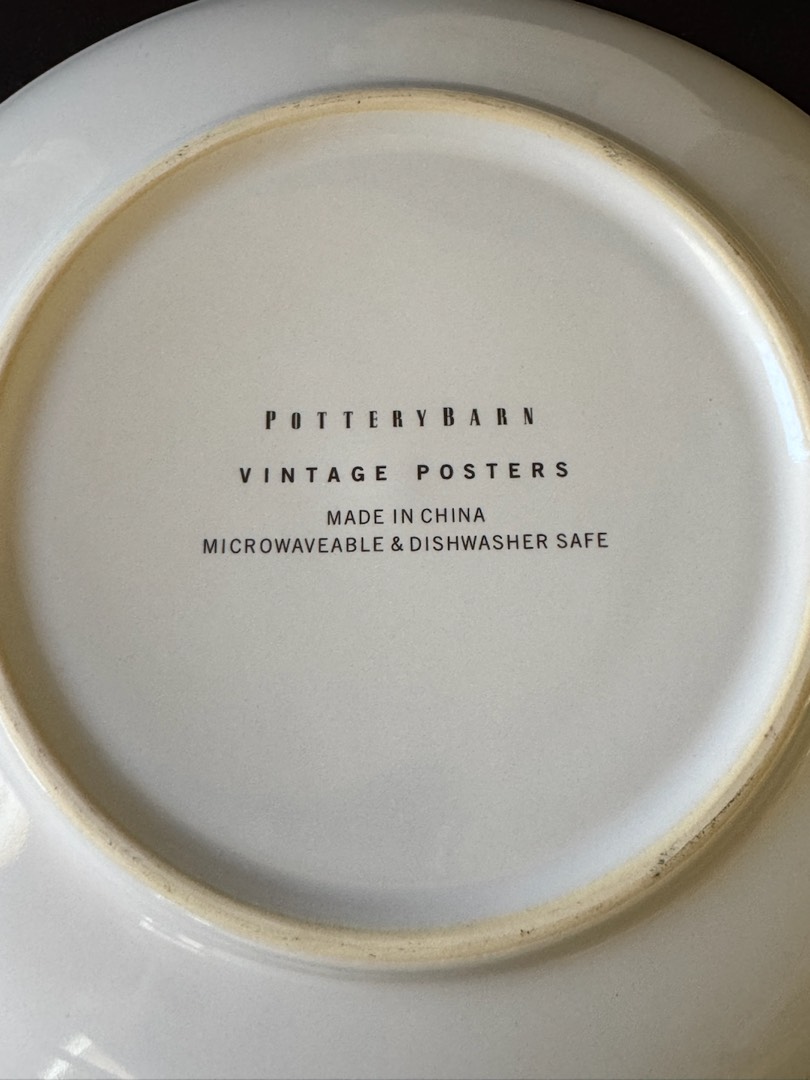 POTTERYBARN
VINTAGE POSTERS
MADE IN CHINA
MICROWAVEABLE & DISHWASHER SAFE